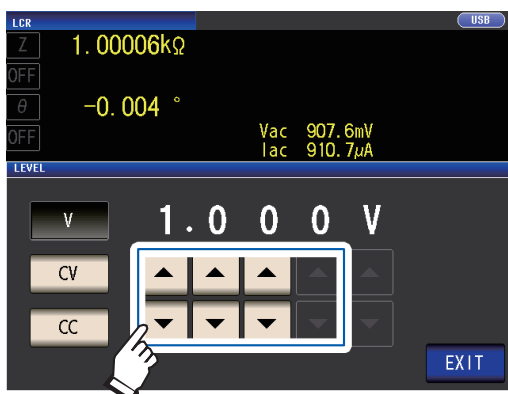 LCR USB
Z 1.00006kΩ
OFF
θ -0.004 °
OFF
Vac 907.6mV
Iac 910.7μA
LEVEL
V 1.000 V
CV
CC
EXIT